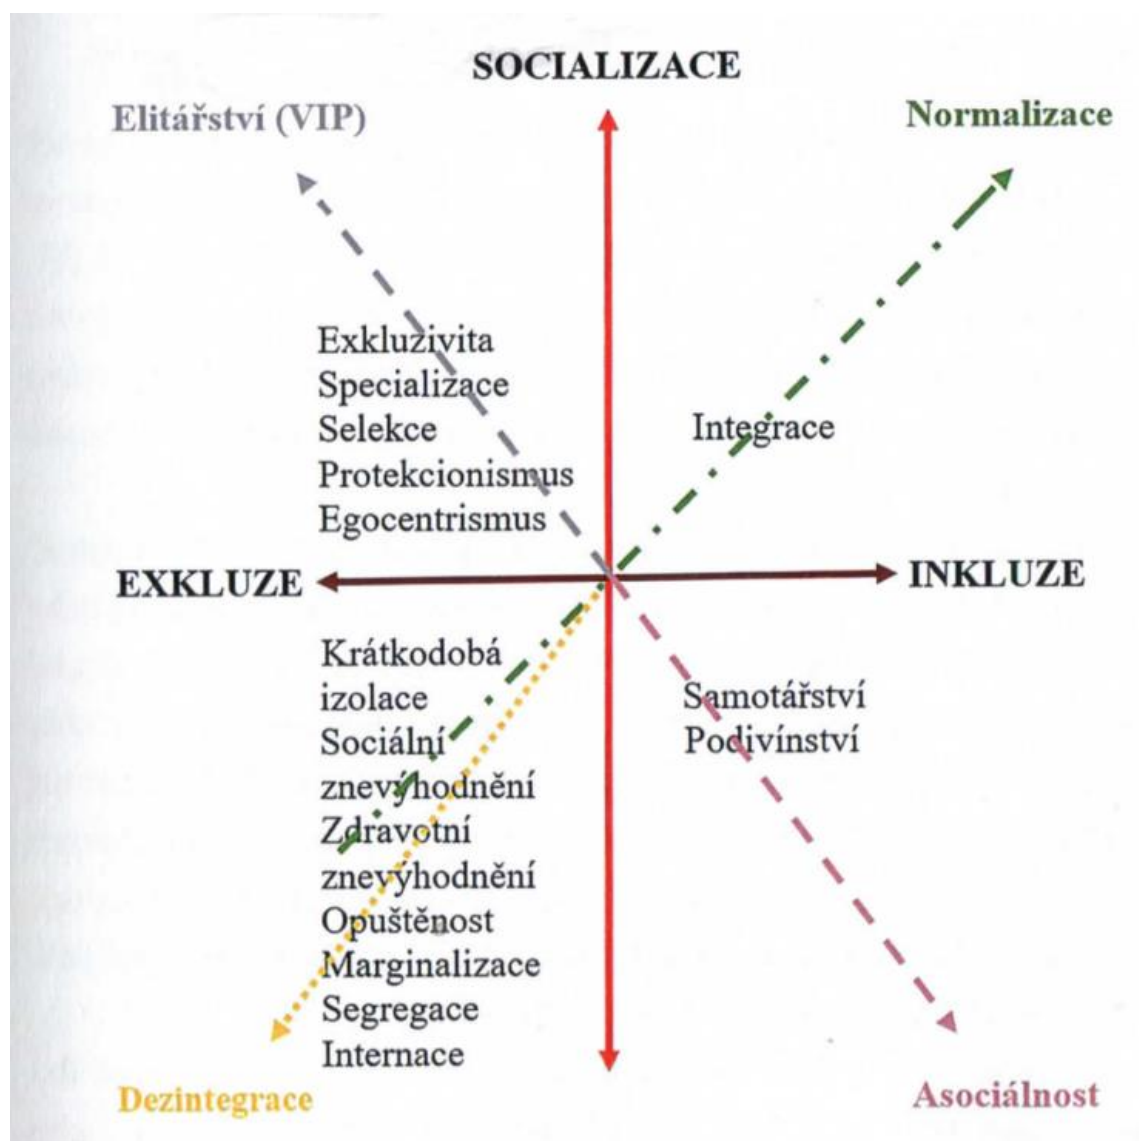 SOCIALIZACE
Elitářství (VIP)
Normalizace
Exkluzivita
Specializace
Selekce
Protekcionismus
Egocentrismus
Integrace
EXKLUZE
INKLUZE
Krátkodobá
izolace
Sociální
znevýhodnění
Zdravotní
znevýhodnění
Opuštěnost
Marginalizace
Segregace
Internace
Samotářství
Podivínství
Dezintegrace
Asociálnost